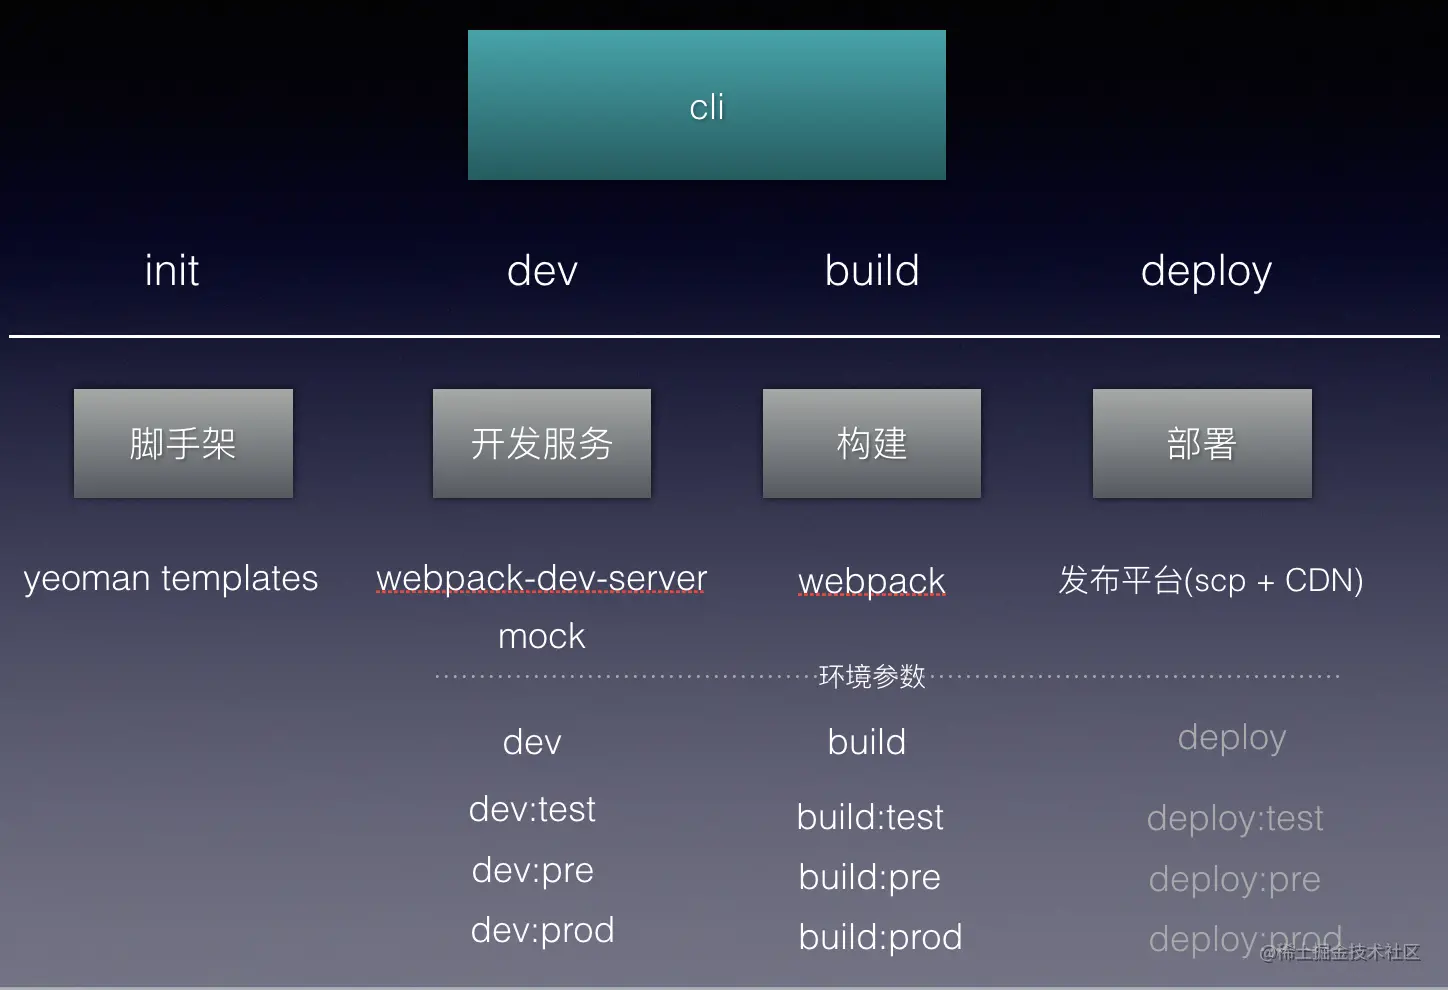 cli
init dev build deploy
脚手架 开发服务 构建 部署
yeoman templates webpack-dev-server webpack 发布平台(scp + CDN)
mock
环境参数
dev build deploy
dev:test build:test deploy:test
dev:pre build:pre deploy:pre
dev:prod build:prod deploy:prod
@稀土掘金技术社区